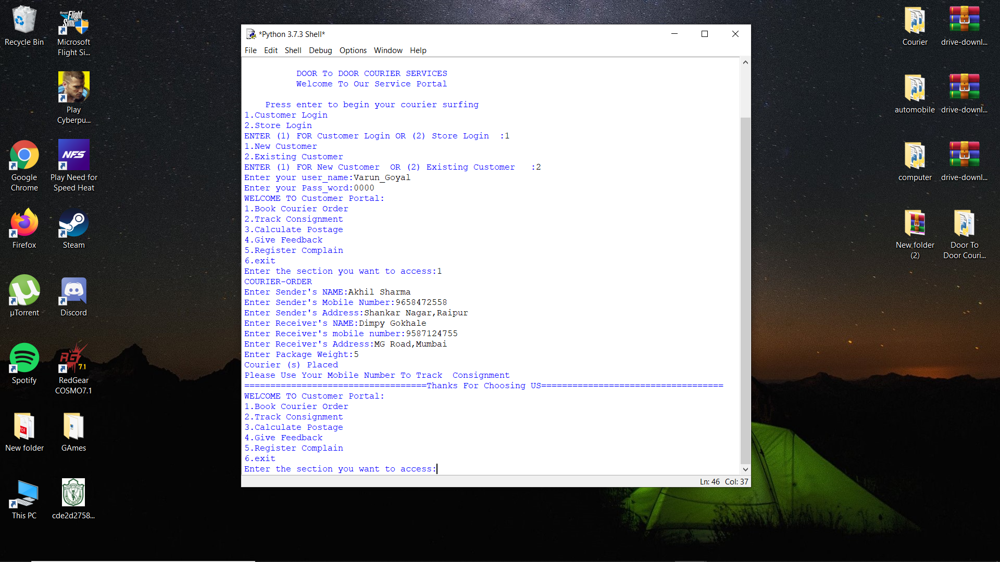 Recycle Bin
Microsoft
Flight Si...
Play
Cyberpu...
Google
Chrome
NFS
Play Need for
Speed Heat
Firefox
Steam
µTorrent
Discord
Spotify
RG
7.1
RedGear
COSMO7.1
PDF
New folder
GAmes
This PC
cde2d2758...
*Python 3.7.3 Shell*
File Edit Shell Debug Options Window Help
DOOR To DOOR COURIER SERVICES
Welcome To Our Service Portal
Press enter to begin your courier surfing
1.Customer Login
2.Store Login
ENTER (1) FOR Customer Login OR (2) Store Login  :1
1.New Customer
2.Existing Customer
ENTER (1) FOR New Customer  OR (2) Existing Customer   :2
Enter your user_name:Varun_Goyal
Enter your Pass_word:0000
WELCOME TO Customer Portal:
1.Book Courier Order
2.Track Consignment
3.Calculate Postage
4.Give Feedback
5.Register Complain
6.exit
Enter the section you want to access:1
COURIER-ORDER
Enter Sender's NAME:Akhil Sharma
Enter Sender's Mobile Number:9658472558
Enter Sender's Address:Shankar Nagar,Raipur
Enter Receiver's NAME:Dimpy Gokhale
Enter Receiver's mobile number:9587124755
Enter Receiver's Address:MG Road,Mumbai
Enter Package Weight:5
Courier (s) Placed
Please Use Your Mobile Number To Track  Consignment
===================================Thanks For Choosing US===================================
WELCOME TO Customer Portal:
1.Book Courier Order
2.Track Consignment
3.Calculate Postage
4.Give Feedback
5.Register Complain
6.exit
Enter the section you want to access:
Ln: 46 Col: 37
Courier
drive-downl...
automobile
drive-downl...
computer
drive-downl...
New folder
(2)
Door To
Door Couri...